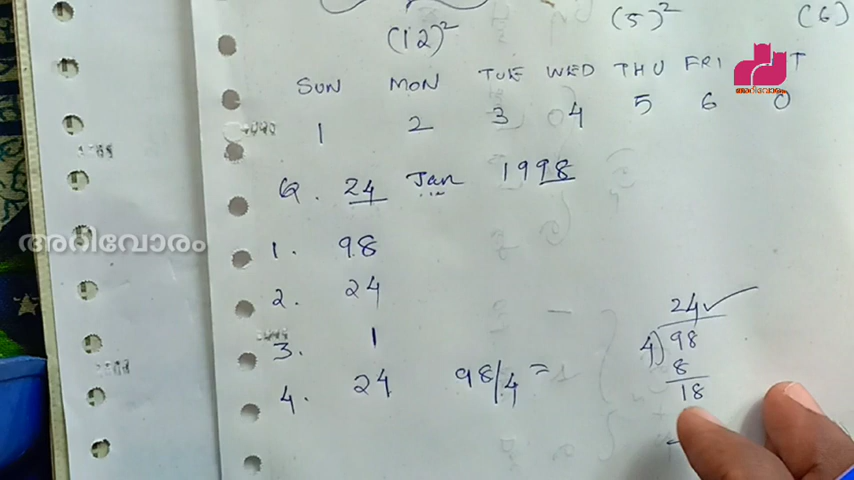 (12)² (5)² (6)
SUN MON TUE WED THU FRI T
1 2 3 4 5 6 0
അറിവോരം
Q. 24 Jan 1998
1. 98
അറിവോരം
2. 24
3. 1
4. 24 98/4 =
24✓
4)98
8
18